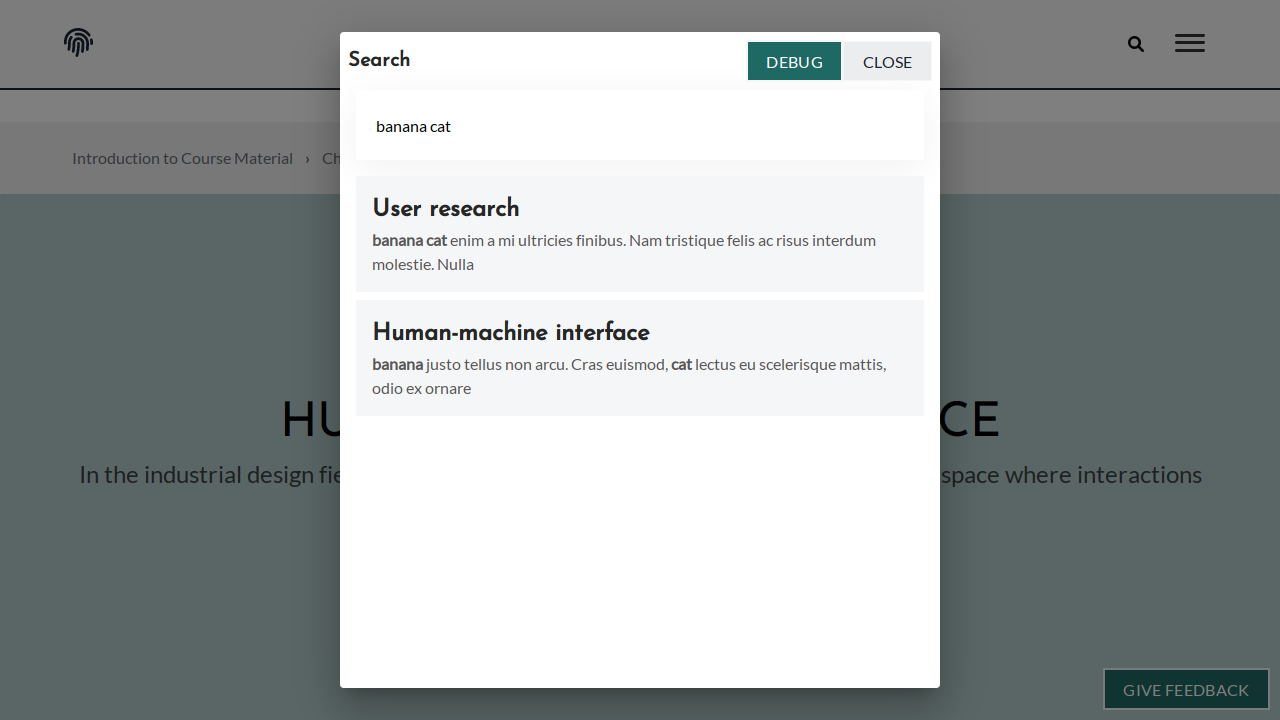 Search
DEBUG
CLOSE
banana cat
Introduction to Course Material › Ch
User research
banana cat enim a mi ultricies finibus. Nam tristique felis ac risus interdum
molestie. Nulla
Human-machine interface
banana justo tellus non arcu. Cras euismod, cat lectus eu scelerisque mattis,
odio ex ornare
HU CE
In the industrial design fie space where interactions
GIVE FEEDBACK